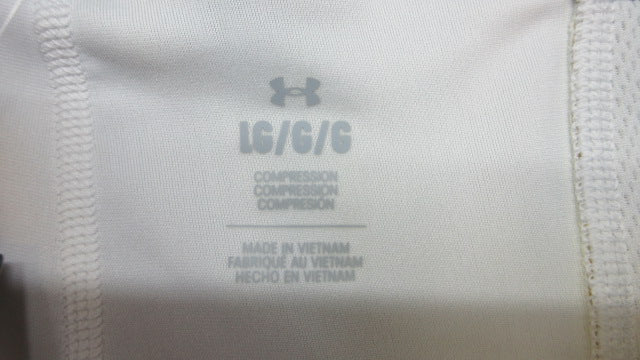 LG/G/G
COMPRESSION
COMPRESSION
COMPRESIÓN
MADE IN VIETNAM
FABRIQUÉ AU VIETNAM
HECHO EN VIETNAM